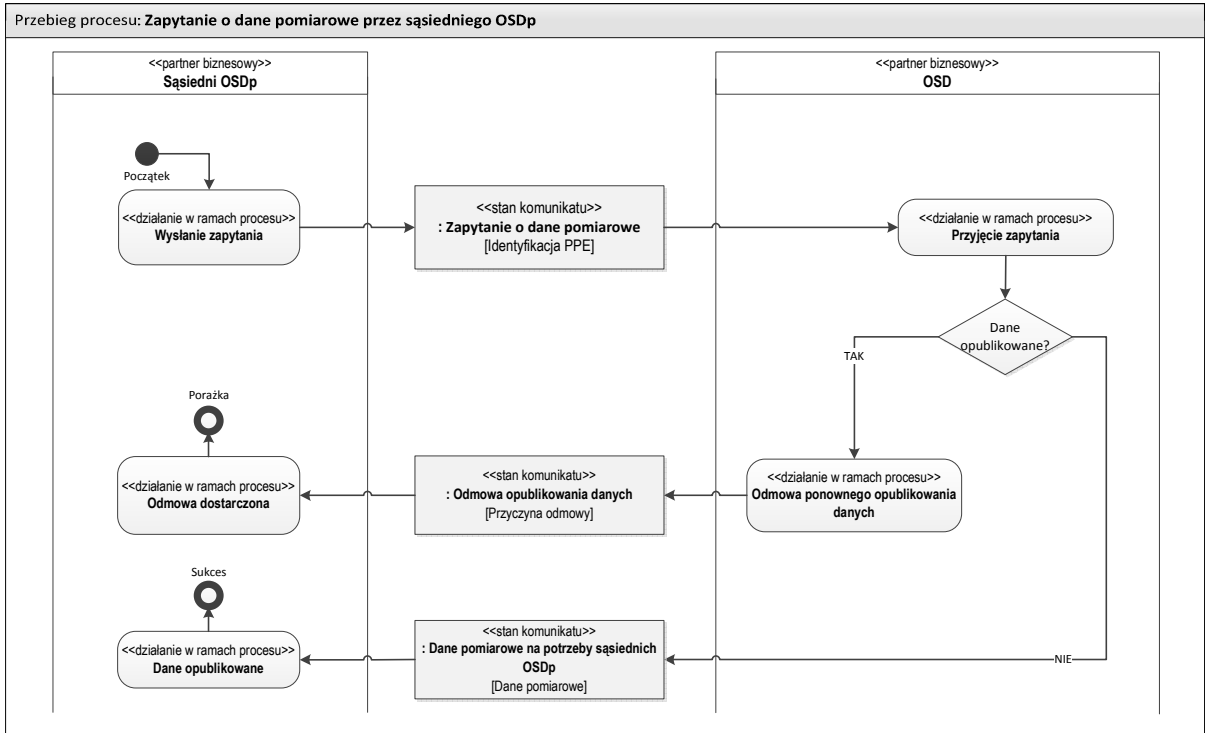 Przebieg procesu: Zapytanie o dane pomiarowe przez sąsiedniego OSDp
<<partner biznesowy>>
Sąsiedni OSDp
<<partner biznesowy>>
OSD
Początek
<<działanie w ramach procesu>>
Wysłanie zapytania
<<stan komunikatu>>
: Zapytanie o dane pomiarowe
[Identyfikacja PPE]
<<działanie w ramach procesu>>
Przyjęcie zapytania
Dane
opublikowane?
TAK
Porażka
<<działanie w ramach procesu>>
Odmowa dostarczona
<<stan komunikatu>>
: Odmowa opublikowania danych
[Przyczyna odmowy]
<<działanie w ramach procesu>>
Odmowa ponownego opublikowania
danych
Sukces
<<działanie w ramach procesu>>
Dane opublikowane
<<stan komunikatu>>
: Dane pomiarowe na potrzeby sąsiednich
OSDp
[Dane pomiarowe]
NIE